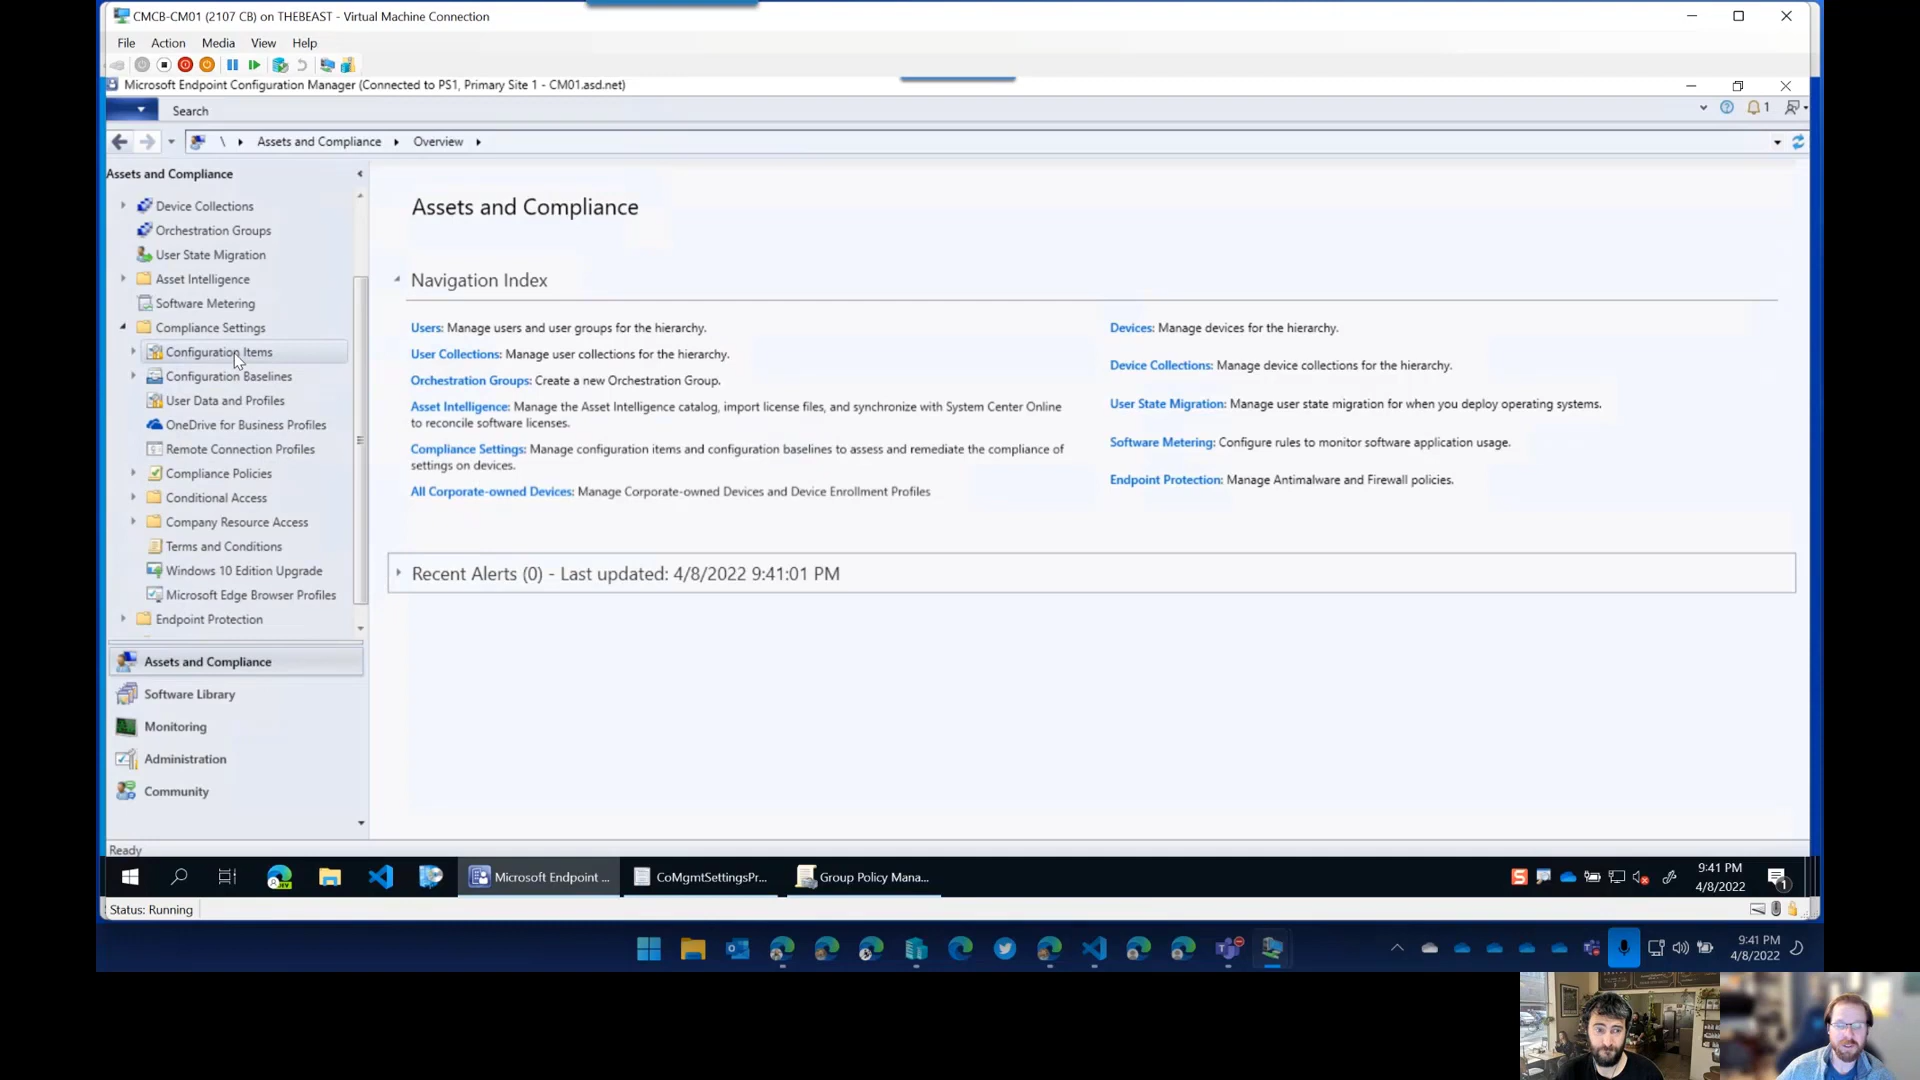 CMCB-CM01 (2107 CB) on THEBEAST - Virtual Machine Connection
File Action Media View Help
Microsoft Endpoint Configuration Manager (Connected to PS1, Primary Site 1 - CM01.asd.net)
Search
1
\ Assets and Compliance Overview
Assets and Compliance
Device Collections
Orchestration Groups
User State Migration
Asset Intelligence
Software Metering
Compliance Settings
Configuration Items
Configuration Baselines
User Data and Profiles
OneDrive for Business Profiles
Remote Connection Profiles
Compliance Policies
Conditional Access
Company Resource Access
Terms and Conditions
Windows 10 Edition Upgrade
Microsoft Edge Browser Profiles
Endpoint Protection
Assets and Compliance
Software Library
Monitoring
Administration
Community
Assets and Compliance
Navigation Index
Users: Manage users and user groups for the hierarchy.
User Collections: Manage user collections for the hierarchy.
Orchestration Groups: Create a new Orchestration Group.
Asset Intelligence: Manage the Asset Intelligence catalog, import license files, and synchronize with System Center Online
to reconcile software licenses.
Compliance Settings: Manage configuration items and configuration baselines to assess and remediate the compliance of
settings on devices.
All Corporate-owned Devices: Manage Corporate-owned Devices and Device Enrollment Profiles
Devices: Manage devices for the hierarchy.
Device Collections: Manage device collections for the hierarchy.
User State Migration: Manage user state migration for when you deploy operating systems.
Software Metering: Configure rules to monitor software application usage.
Endpoint Protection: Manage Antimalware and Firewall policies.
Recent Alerts (0) - Last updated: 4/8/2022 9:41:01 PM
Ready
Microsoft Endpoint ...
CoMgmtSettingsPr...
Group Policy Mana...
9:41 PM
4/8/2022
1
Status: Running
9:41 PM
4/8/2022